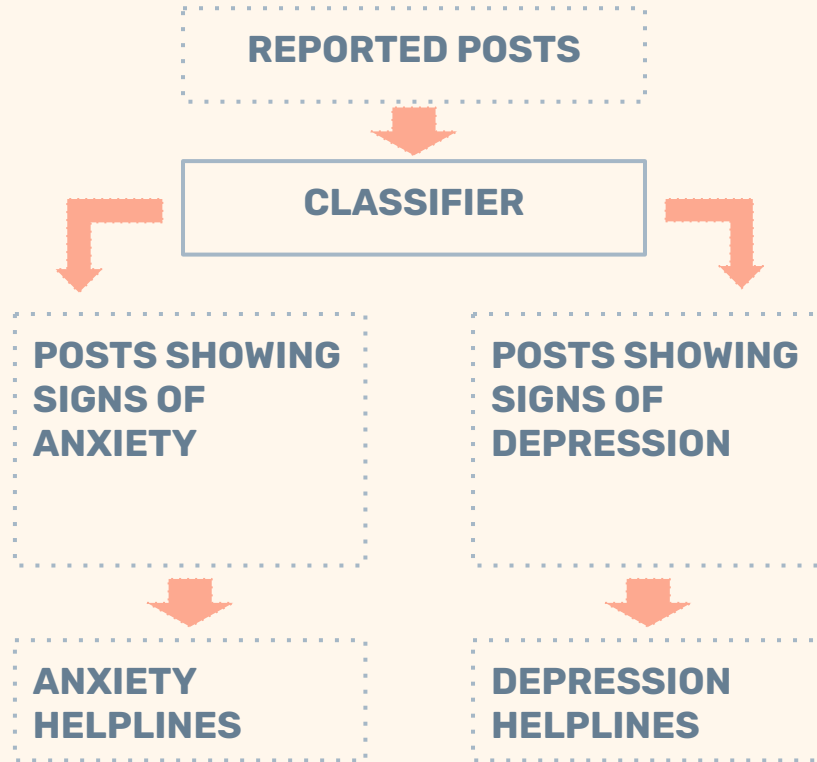 REPORTED POSTS
CLASSIFIER
POSTS SHOWING
SIGNS OF
ANXIETY
POSTS SHOWING
SIGNS OF
DEPRESSION
ANXIETY
HELPLINES
DEPRESSION
HELPLINES